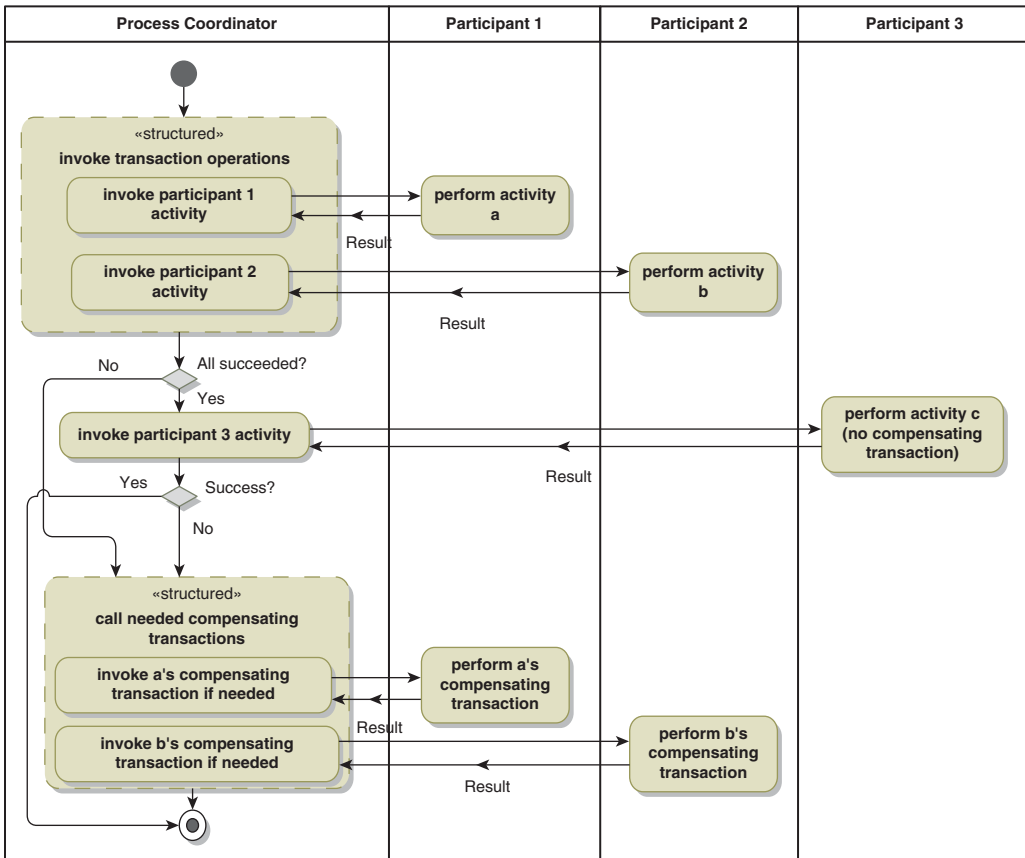 Process Coordinator
Participant 1
Participant 2
Participant 3
«structured»
invoke transaction operations
invoke participant 1
activity
perform activity
a
Result
invoke participant 2
activity
perform activity
b
Result
No
All succeeded?
Yes
invoke participant 3 activity
perform activity c
(no compensating
transaction)
Result
Yes
Success?
No
«structured»
call needed compensating
transactions
invoke a's compensating
transaction if needed
perform a's
compensating
transaction
Result
invoke b's compensating
transaction if needed
perform b's
compensating
transaction
Result